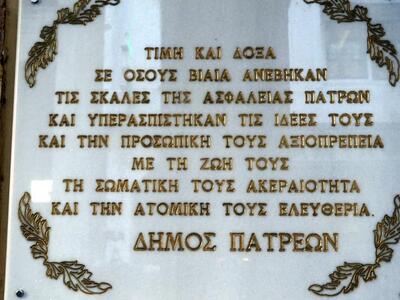 ΤΙΜΗ ΚΑΙ ΔΟΞΑ
ΣΕ ΟΣΟΥΣ ΒΙΑΙΑ ΑΝΕΒΗΚΑΝ
ΤΙΣ ΣΚΑΛΕΣ ΤΗΣ ΑΣΦΑΛΕΙΑΣ ΠΑΤΡΩΝ
ΚΑΙ ΥΠΕΡΑΣΠΙΣΤΗΚΑΝ ΤΙΣ ΙΔΕΕΣ ΤΟΥΣ
ΚΑΙ ΤΗΝ ΠΡΟΣΩΠΙΚΗ ΤΟΥΣ ΑΞΙΟΠΡΕΠΕΙΑ
ΜΕ ΤΗ ΖΩΗ ΤΟΥΣ
ΤΗ ΣΩΜΑΤΙΚΗ ΤΟΥΣ ΑΚΕΡΑΙΟΤΗΤΑ
ΚΑΙ ΤΗΝ ΑΤΟΜΙΚΗ ΤΟΥΣ ΕΛΕΥΘΕΡΙΑ.
ΔΗΜΟΣ ΠΑΤΡΕΩΝ